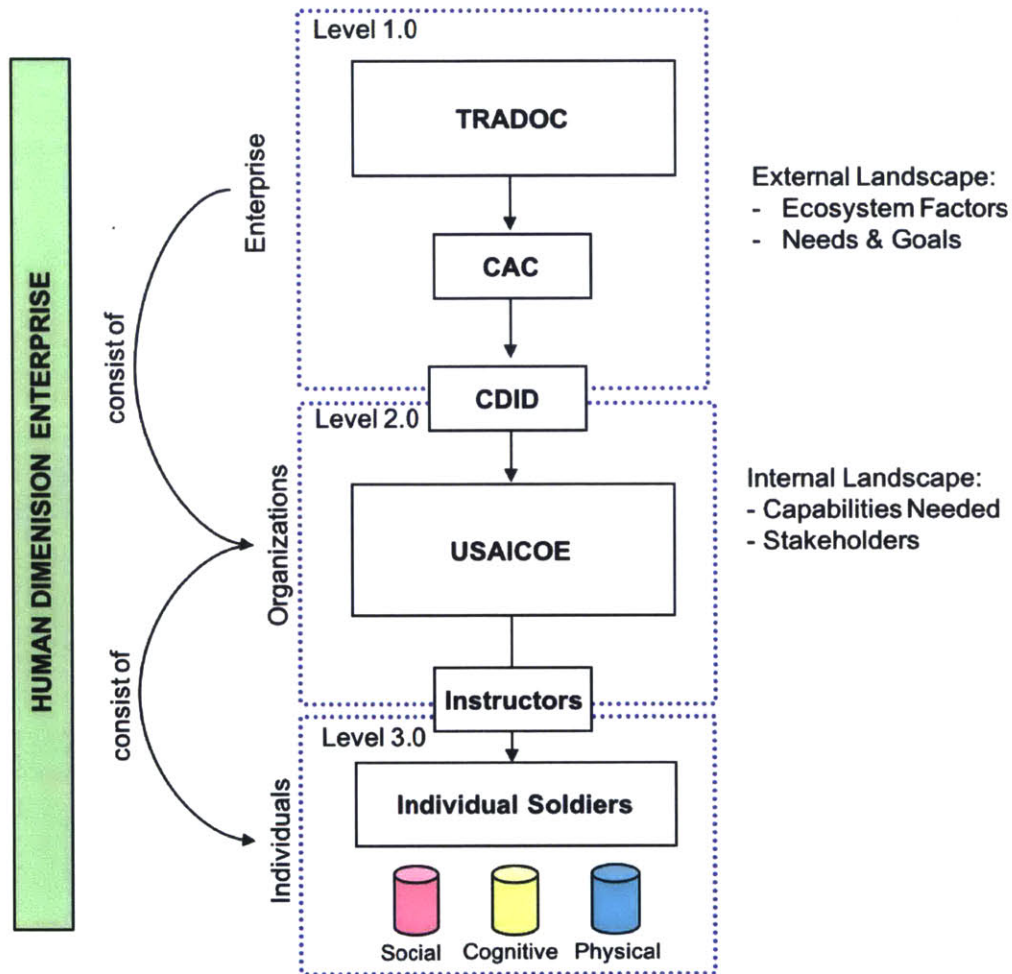 Level 1.0
TRADOC
CAC
CDID
Enterprise
External Landscape:
- Ecosystem Factors
- Needs & Goals
HUMAN DIMENISION ENTERPRISE
consist of
Level 2.0
USAICOE
Instructors
Organizations
Internal Landscape:
- Capabilities Needed
- Stakeholders
consist of
Level 3.0
Individual Soldiers
Individuals
Social Cognitive Physical